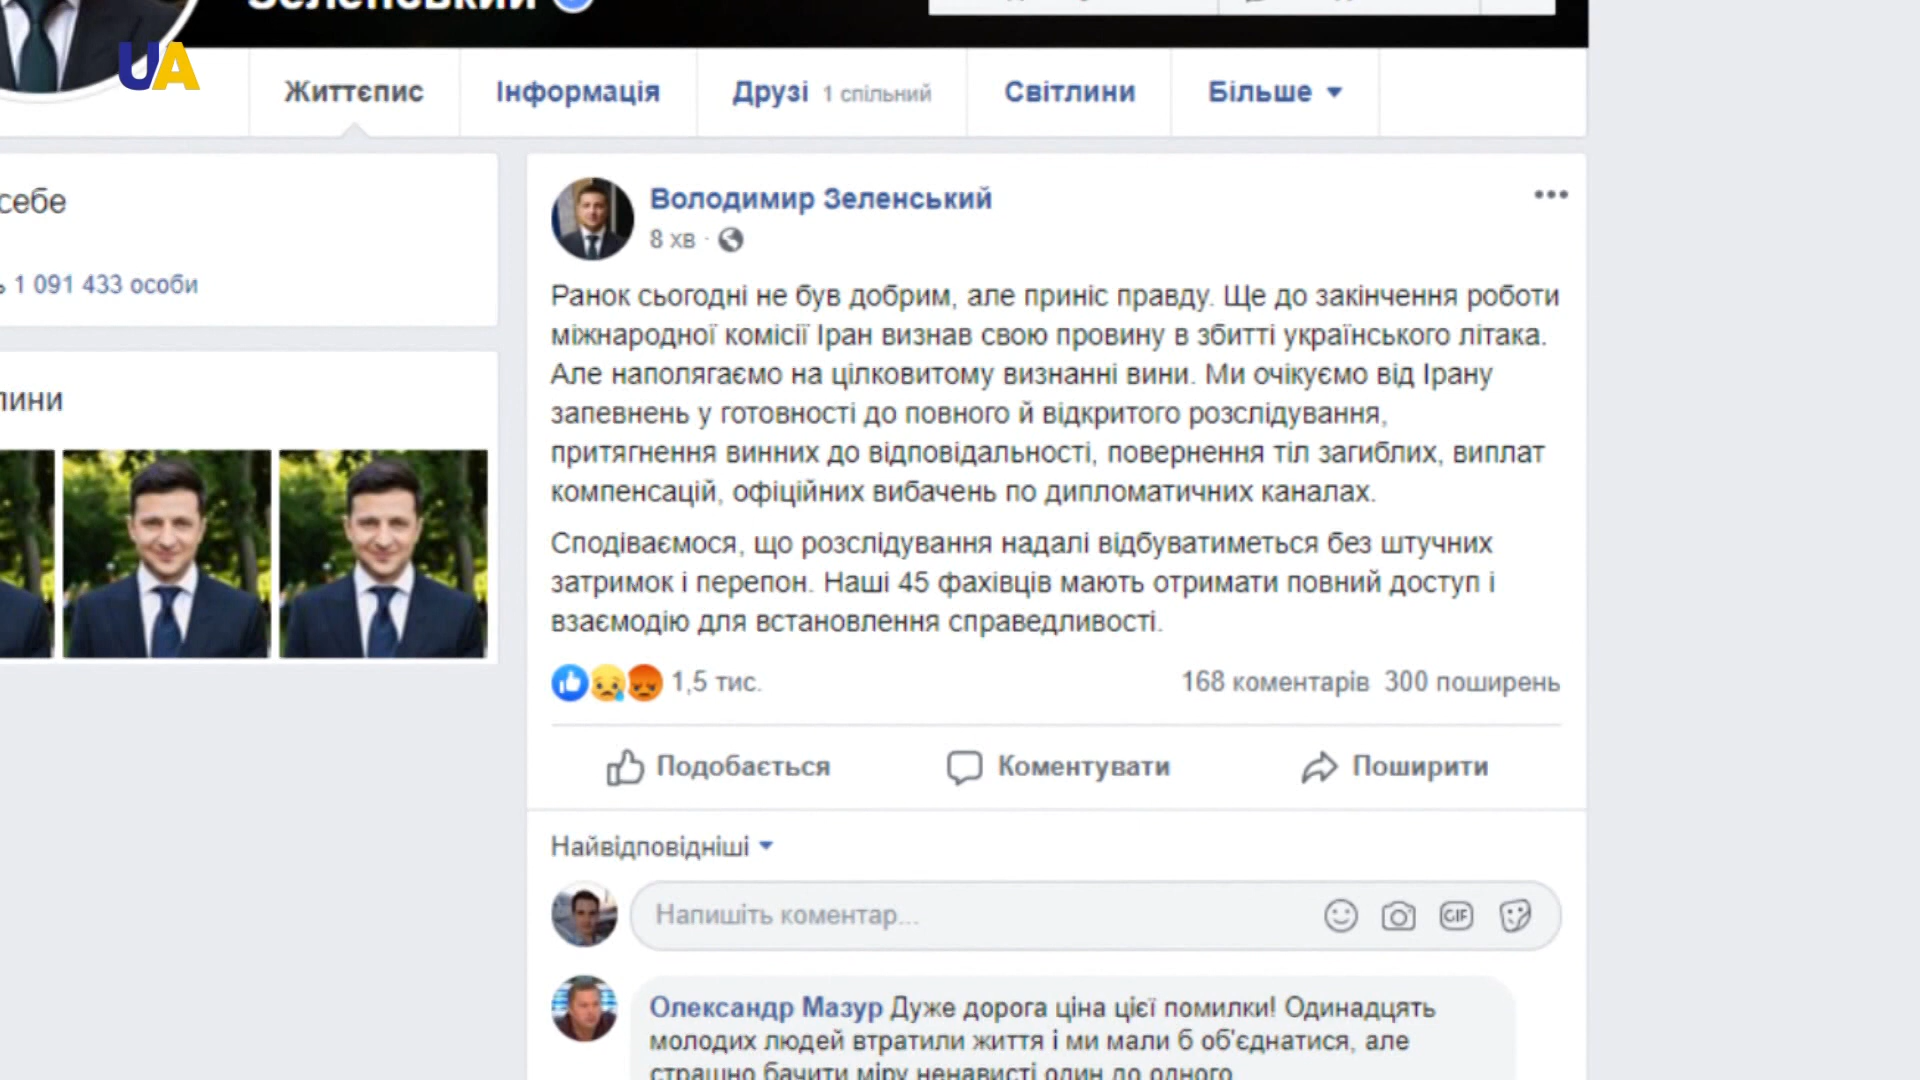 Зеленський
UA
Життєпис
Інформація
Друзі 1 спільний
Світлини
Більше
себе
1 091 433 особи
лини
Володимир Зеленський
8 хв ·
Ранок сьогодні не був добрим, але приніс правду. Ще до закінчення роботи
міжнародної комісії Іран визнав свою провину в збитті українського літака.
Але наполягаємо на цілковитому визнанні вини. Ми очікуємо від Ірану
запевнень у готовності до повного й відкритого розслідування,
притягнення винних до відповідальності, повернення тіл загиблих, виплат
компенсацій, офіційних вибачень по дипломатичних каналах.
Сподіваємося, що розслідування надалі відбуватиметься без штучних
затримок і перепон. Наші 45 фахівців мають отримати повний доступ і
взаємодію для встановлення справедливості.
1,5 тис.
168 коментарів 300 поширень
Подобається
Коментувати
Поширити
Найвідповідніші
Напишіть коментар...
GIF
Олександр Мазур Дуже дорога ціна цієї помилки! Одинадцять
молодих людей втратили життя і ми мали б об'єднатися, але
страшно бачити міру ненависті один до одного